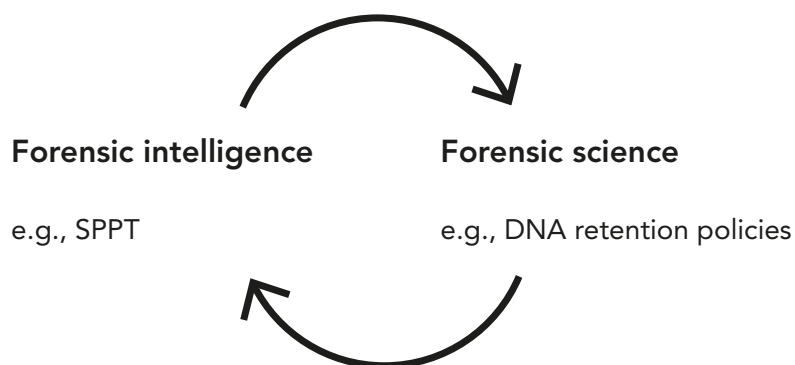 Forensic intelligence
Forensic science
e.g., SPPT
e.g., DNA retention policies